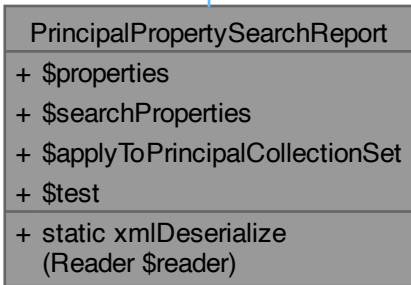 PrincipalPropertySearchReport
+ $properties
+ $searchProperties
+ $applyToPrincipalCollectionSet
+ $test
+ static xmlDeserialize
(Reader $reader)